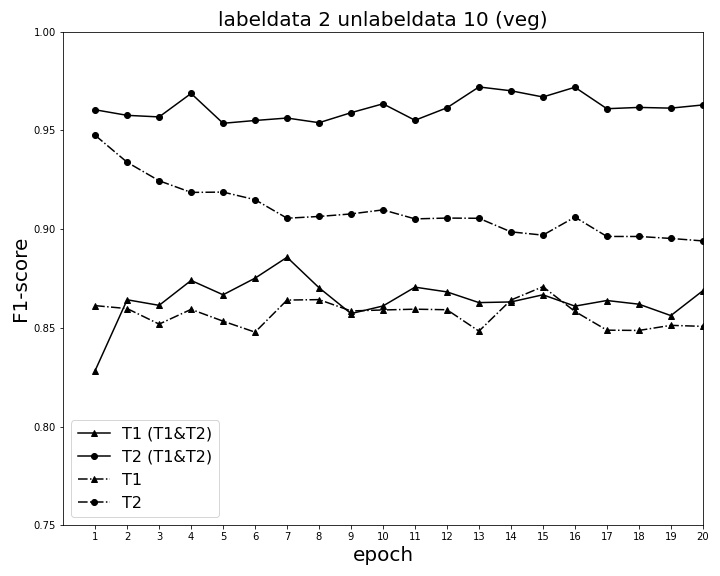 labeldata 2 unlabeldata 10 (veg)
1.00
0.95
0.90
0.85
0.80
0.75
F1-score
T1 (T1&T2)
T2 (T1&T2)
T1
T2
1 2 3 4 5 6 7 8 9 10 11 12 13 14 15 16 17 18 19 20
epoch